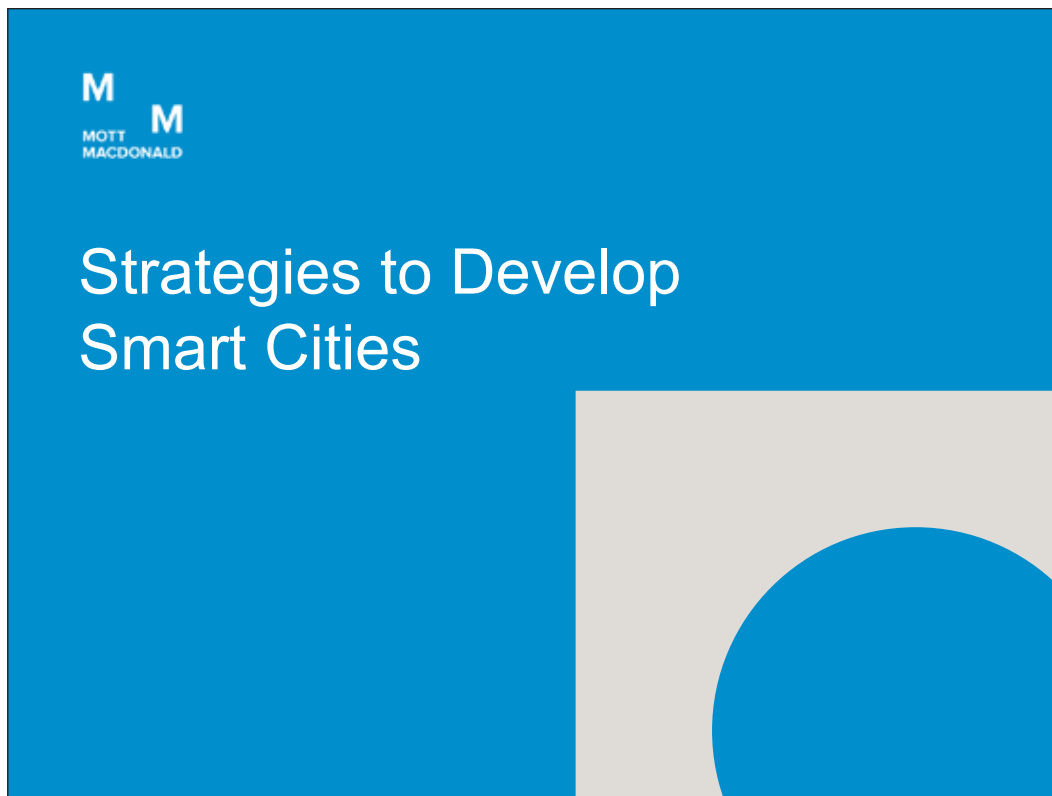 M
M
MOTT
MACDONALD
Strategies to Develop
Smart Cities